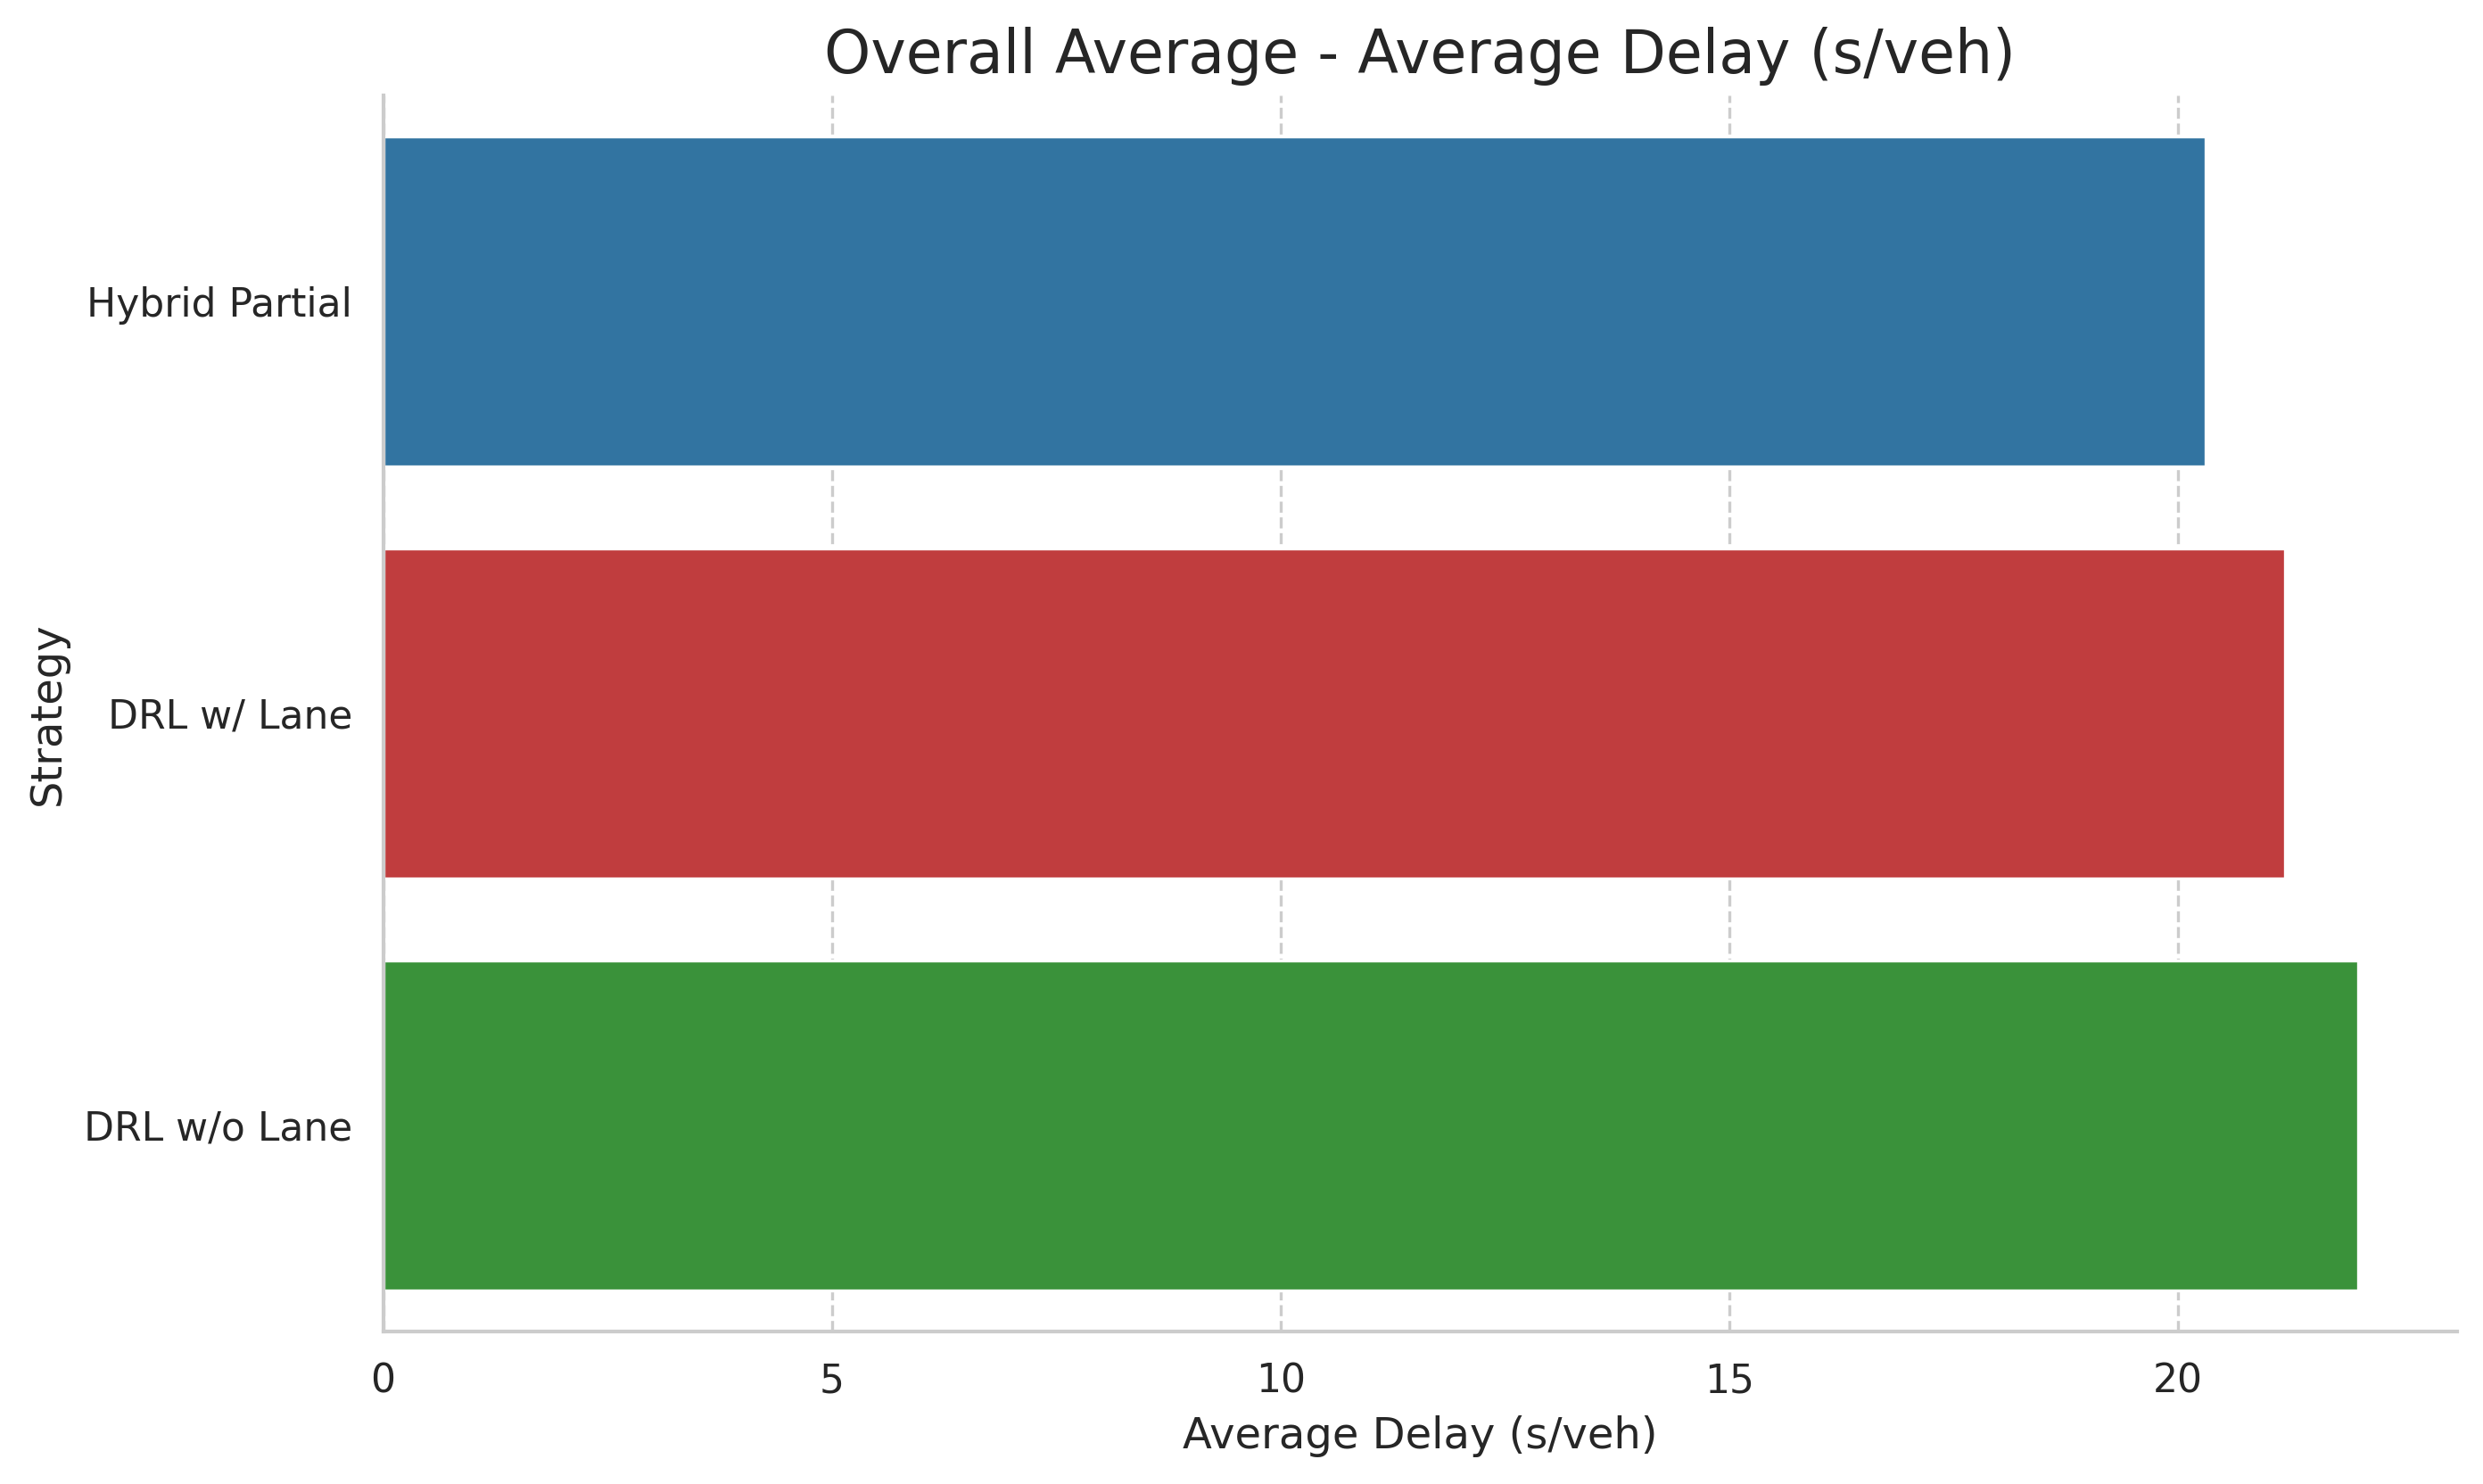 Overall Average - Average Delay (s/veh)
Hybrid Partial
DRL w/ Lane
DRL w/o Lane
Strategy
0 5 10 15 20
Average Delay (s/veh)